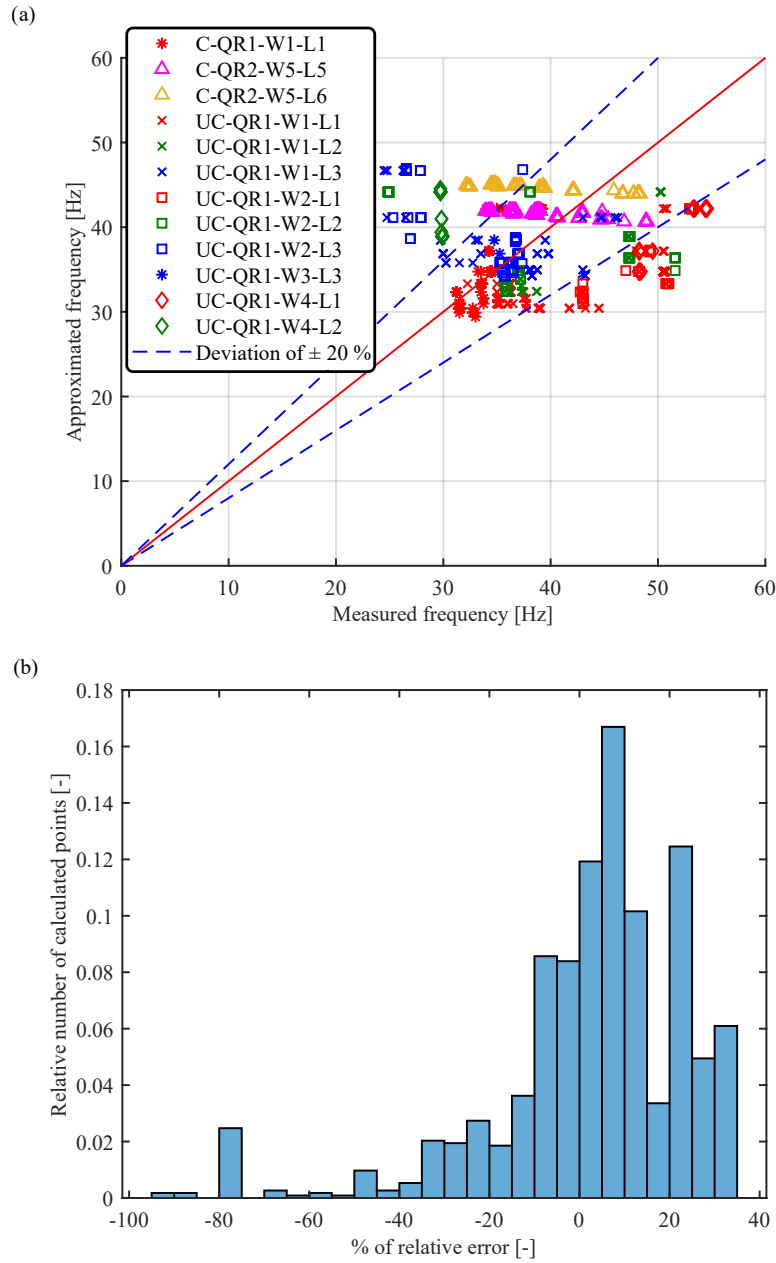 (a)
C-QR1-W1-L1
C-QR2-W5-L5
C-QR2-W5-L6
UC-QR1-W1-L1
UC-QR1-W1-L2
UC-QR1-W1-L3
UC-QR1-W2-L1
UC-QR1-W2-L2
UC-QR1-W2-L3
UC-QR1-W3-L3
UC-QR1-W4-L1
UC-QR1-W4-L2
Deviation of ± 20 %
60
50
40
30
20
10
0
Approximated frequency [Hz]
0 10 20 30 40 50 60
Measured frequency [Hz]
(b)
0.18
0.16
0.14
0.12
0.1
0.08
0.06
0.04
0.02
0
Relative number of calculated points [-]
-100 -80 -60 -40 -20 0 20 40
% of relative error [-]